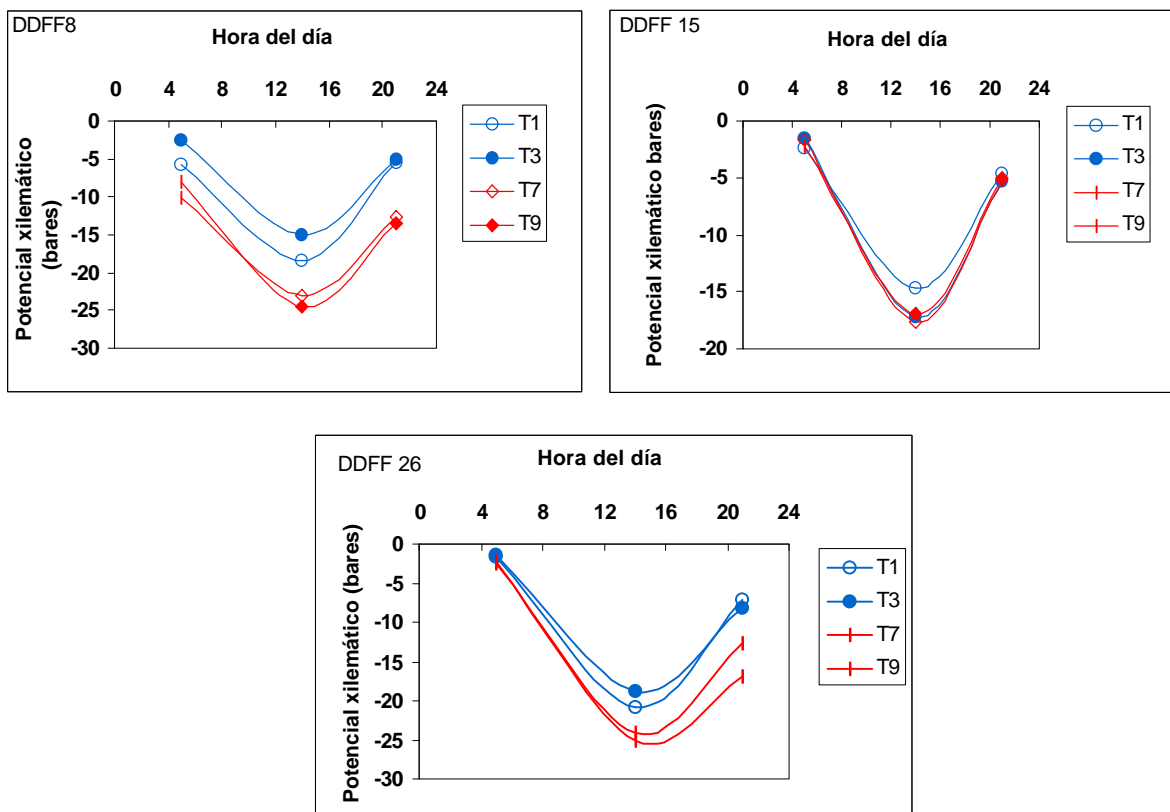 DDFF8
Hora del día
0 4 8 12 16 20 24
0
-5
-10
-15
-20
-25
-30
Potencial xilemático
(bares)
T1
T3
T7
T9
DDFF 15
Hora del día
0 4 8 12 16 20 24
0
-5
-10
-15
-20
Potencial xilemático bares)
T1
T3
T7
T9
DDFF 26
Hora del día
0 4 8 12 16 20 24
0
-5
-10
-15
-20
-25
-30
Potencial xilemático (bares)
T1
T3
T7
T9